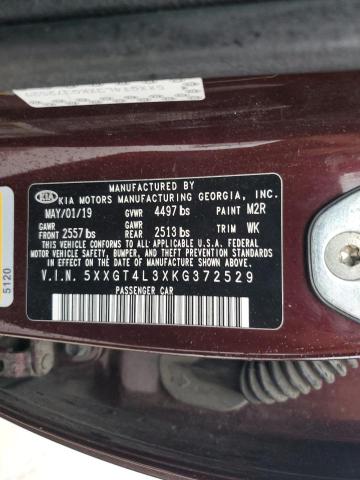 5XXGT4L3XKG372529
MANUFACTURED BY
KIA KIA MOTORS MANUFACTURING GEORGIA, INC.
MAY/01/19 GVWR 4497 lbs PAINT M2R
GAWR FRONT 2557 lbs GAWR REAR 2513 lbs TRIM WK
THIS VEHICLE CONFORMS TO ALL APPLICABLE U.S.A. FEDERAL
MOTOR VEHICLE SAFETY, BUMPER, AND THEFT PREVENTION
STANDARDS IN EFFECT ON THE DATE OF MANUFACTURE SHOWN ABOVE.
V.I.N. 5XXGT4L3XKG372529
PASSENGER CAR
5120